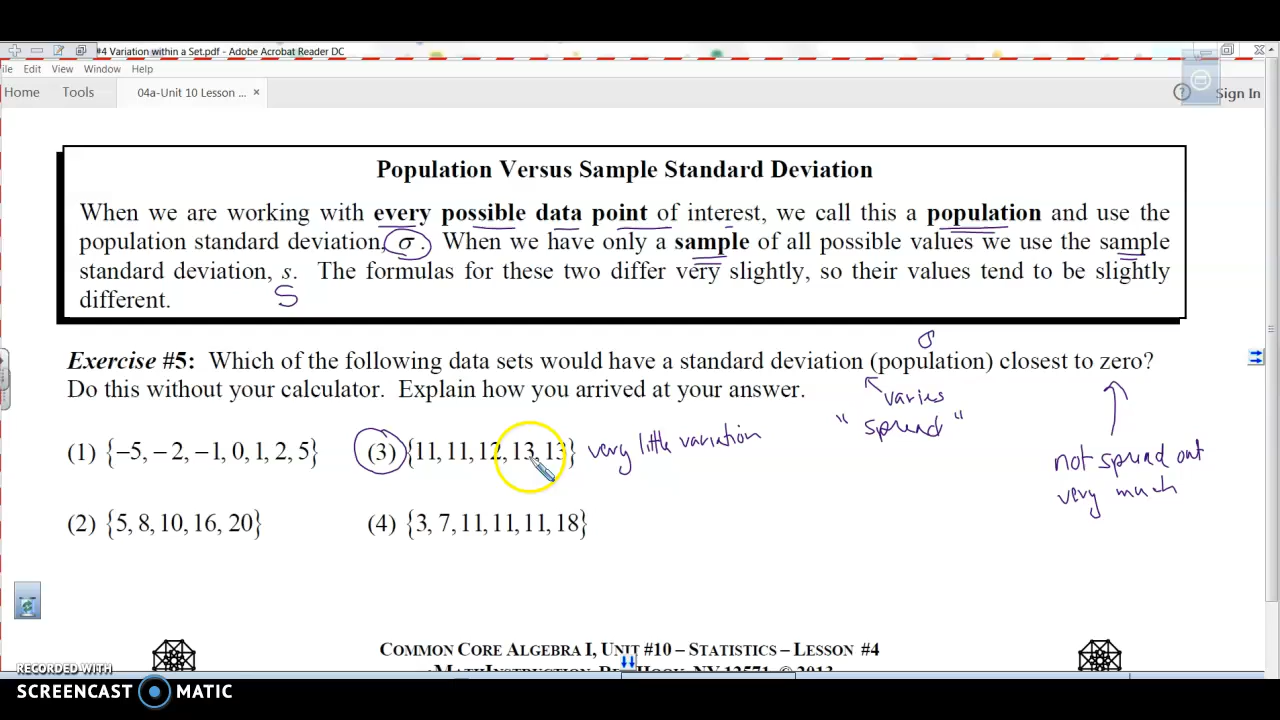 #4 Variation within a Set.pdf - Adobe Acrobat Reader DC
ile Edit View Window Help
Home Tools 04a-Unit 10 Lesson ... × ? Sign In
Population Versus Sample Standard Deviation
When we are working with every possible data point of interest, we call this a population and use the
population standard deviation, σ. When we have only a sample of all possible values we use the sample
standard deviation, s. The formulas for these two differ very slightly, so their values tend to be slightly
different.
S
σ
Exercise #5: Which of the following data sets would have a standard deviation (population) closest to zero?
Do this without your calculator. Explain how you arrived at your answer.
varies
"spread"
(1) {−5, −2, −1, 0, 1, 2, 5} (3) {11, 11, 12, 13, 13} very little variation
not spread out
very much
(2) {5, 8, 10, 16, 20} (4) {3, 7, 11, 11, 11, 18}
COMMON CORE ALGEBRA I, UNIT #10 – STATISTICS – LESSON #4
RECORDED WITH
SCREENCAST MATIC